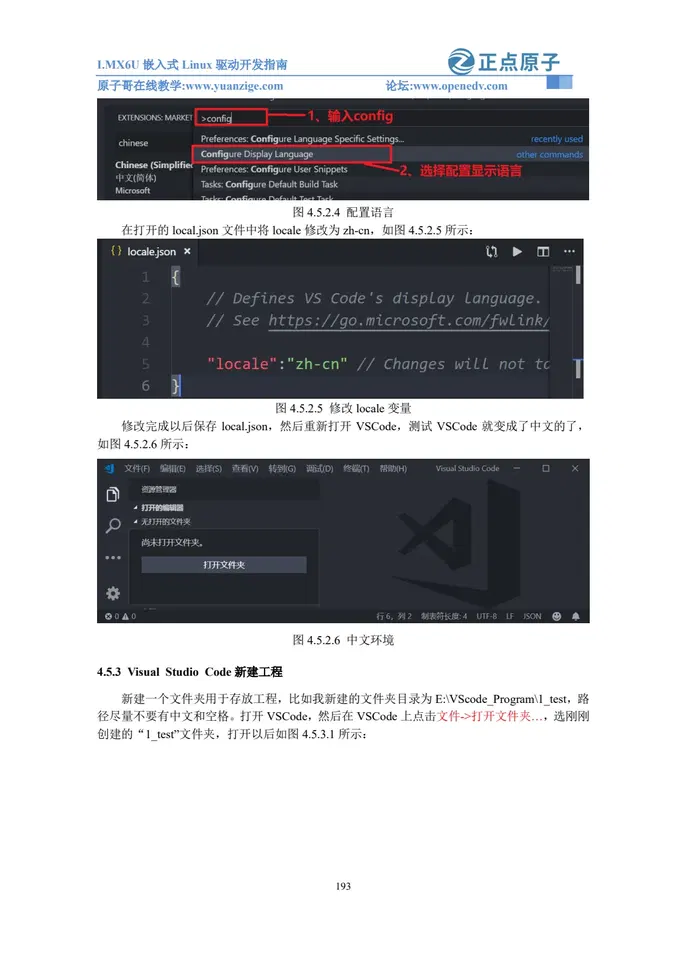 I.MX6U 嵌入式 Linux 驱动开发指南
正点原子
原子哥在线教学:www.yuanzige.com 论坛:www.openedv.com
EXTENSIONS: MARKET
>config
1、输入config
chinese
Preferences: Configure Language Specific Settings... recently used
Configure Display Language other commands
Chinese (Simplified
Preferences: Configure User Snippets
2、选择配置显示语言
中文(简体)
Tasks: Configure Default Build Task
Microsoft
Tasks: Configure Default Test Task
图 4.5.2.4 配置语言
在打开的 local.json 文件中将 locale 修改为 zh-cn，如图 4.5.2.5 所示：
{ } locale.json ×
1 {
2 // Defines VS Code's display language.
3 // See https://go.microsoft.com/fwlink/
4
5 "locale":"zh-cn" // Changes will not ta
6 }
图 4.5.2.5 修改 locale 变量
修改完成以后保存 local.json，然后重新打开 VSCode，测试 VSCode 就变成了中文的了，
如图 4.5.2.6 所示：
文件(F) 编辑(E) 选择(S) 查看(V) 转到(G) 调试(D) 终端(T) 帮助(H) Visual Studio Code
资源管理器
打开的编辑器
无打开的文件夹
尚未打开文件夹。
打开文件夹
0 0 行 6，列 2 制表符长度: 4 UTF-8 LF JSON
图 4.5.2.6 中文环境
4.5.3 Visual Studio Code 新建工程
新建一个文件夹用于存放工程，比如我新建的文件夹目录为 E:\VScode_Program\1_test，路
径尽量不要有中文和空格。打开 VSCode，然后在 VSCode 上点击文件->打开文件夹…，选刚刚
创建的“1_test”文件夹，打开以后如图 4.5.3.1 所示：
193